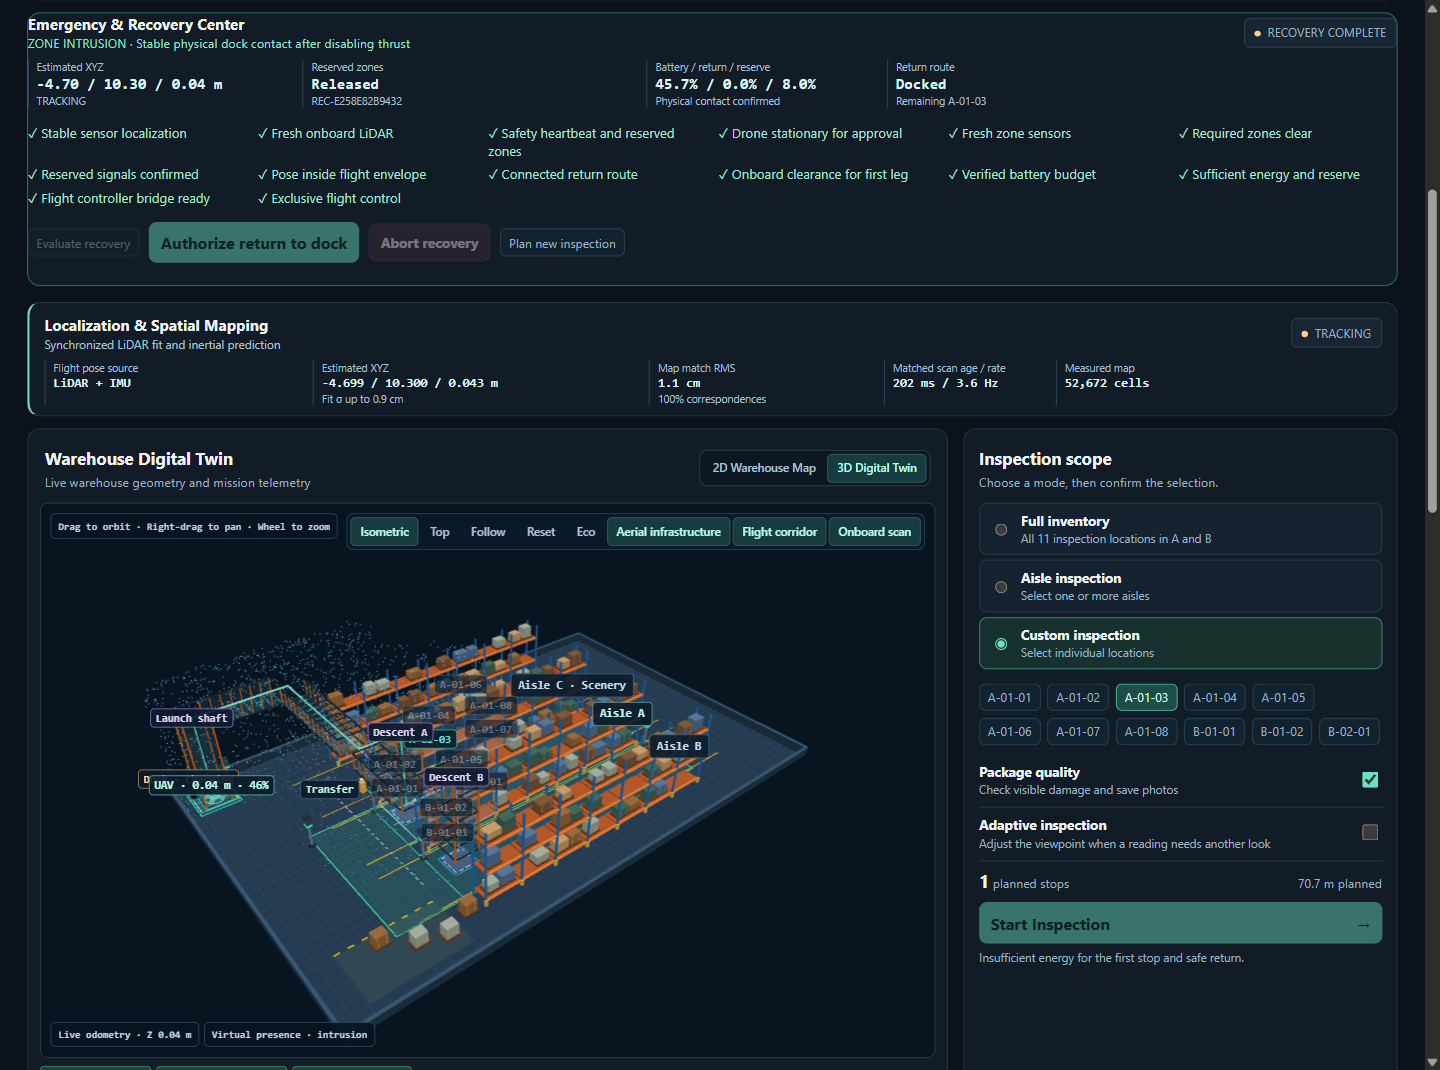 Emergency & Recovery Center
ZONE INTRUSION · Stable physical dock contact after disabling thrust
RECOVERY COMPLETE
Estimated XYZ
-4.70 / 10.30 / 0.04 m
TRACKING
Reserved zones
Released
REC-E258E82B9432
Battery / return / reserve
45.7% / 0.0% / 8.0%
Physical contact confirmed
Return route
Docked
Remaining A-01-03
✓ Stable sensor localization
✓ Fresh onboard LiDAR
✓ Safety heartbeat and reserved
zones
✓ Drone stationary for approval
✓ Fresh zone sensors
✓ Required zones clear
✓ Reserved signals confirmed
✓ Pose inside flight envelope
✓ Connected return route
✓ Onboard clearance for first leg
✓ Verified battery budget
✓ Sufficient energy and reserve
✓ Flight controller bridge ready
✓ Exclusive flight control
Evaluate recovery
Authorize return to dock
Abort recovery
Plan new inspection
Localization & Spatial Mapping
Synchronized LiDAR fit and inertial prediction
TRACKING
Flight pose source
LiDAR + IMU
Estimated XYZ
-4.699 / 10.300 / 0.043 m
Fit σ up to 0.9 cm
Map match RMS
1.1 cm
100% correspondences
Matched scan age / rate
202 ms / 3.6 Hz
Measured map
52,672 cells
Warehouse Digital Twin
Live warehouse geometry and mission telemetry
2D Warehouse Map
3D Digital Twin
Drag to orbit · Right-drag to pan · Wheel to zoom
Isometric
Top
Follow
Reset
Eco
Aerial infrastructure
Flight corridor
Onboard scan
A-01-06
Aisle C · Scenery
A-01-08
Launch shaft
A-01-04
Aisle A
A-01-07
Descent A
-03
Aisle B
A-01-05
A-01-02
Descent B
01
D
UAV · 0.04 m · 46%
Transfer
A-01-01
B-01-02
B-01-01
Live odometry · Z 0.04 m
Virtual presence · intrusion
Inspection scope
Choose a mode, then confirm the selection.
Full inventory
All 11 inspection locations in A and B
Aisle inspection
Select one or more aisles
Custom inspection
Select individual locations
A-01-01
A-01-02
A-01-03
A-01-04
A-01-05
A-01-06
A-01-07
A-01-08
B-01-01
B-01-02
B-02-01
Package quality
Check visible damage and save photos
Adaptive inspection
Adjust the viewpoint when a reading needs another look
1 planned stops
70.7 m planned
Start Inspection →
Insufficient energy for the first stop and safe return.